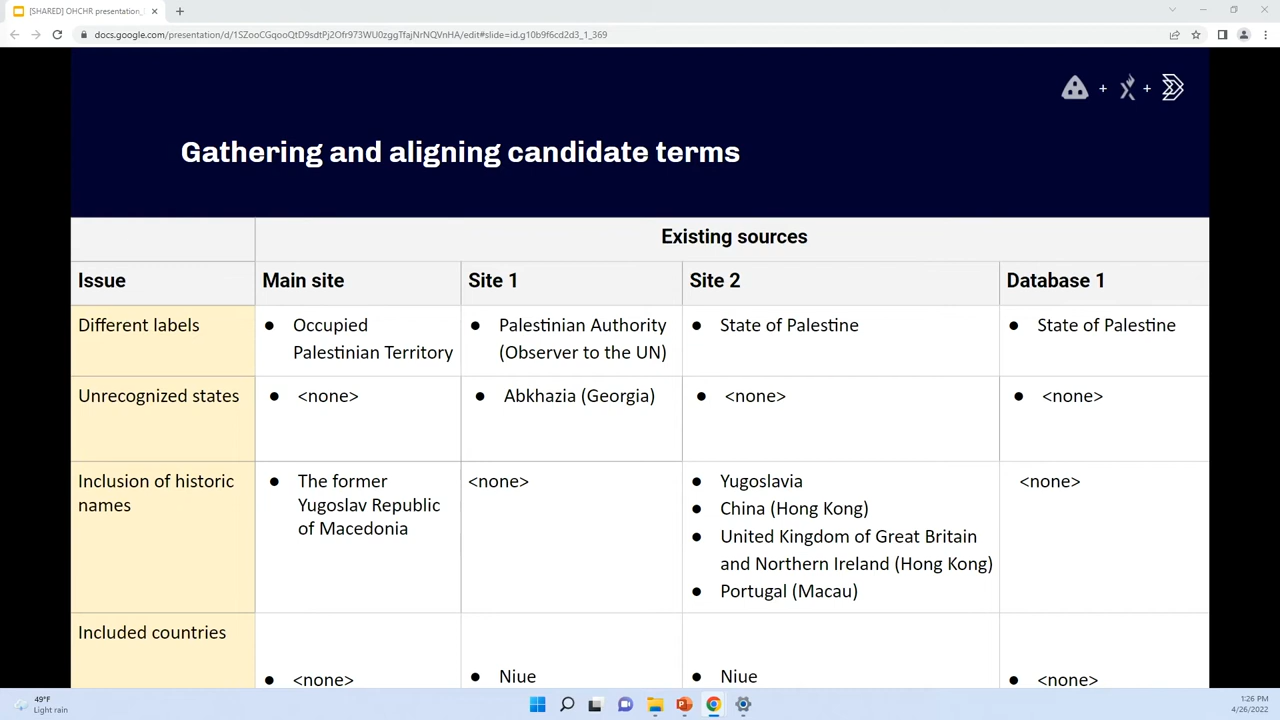 [SHARED] OHCHR presentation_
docs.google.com/presentation/d/1SZooCGqooQtD9sdtPj2Ofr973WU0zggTfajNrNQVnHA/edit#slide=id.g10b9f6cd2d3_1_369
+ +
Gathering and aligning candidate terms
Existing sources
Issue Main site Site 1 Site 2 Database 1
Different labels
● Occupied
Palestinian Territory
● Palestinian Authority
(Observer to the UN)
● State of Palestine
● State of Palestine
Unrecognized states
● <none>
● Abkhazia (Georgia)
● <none>
● <none>
Inclusion of historic
names
● The former
Yugoslav Republic
of Macedonia
<none>
● Yugoslavia
● China (Hong Kong)
● United Kingdom of Great Britain
and Northern Ireland (Hong Kong)
● Portugal (Macau)
<none>
Included countries
● <none>
● Niue
● Niue
● <none>
49°F
Light rain
1:26 PM
4/26/2022